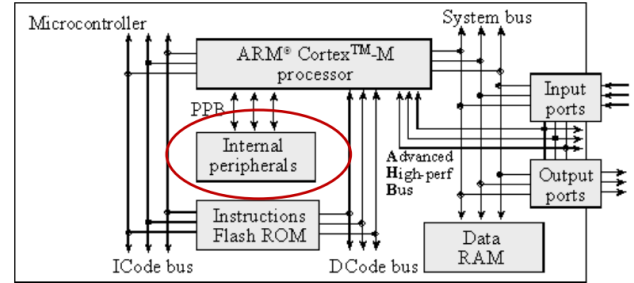 Microcontroller
System bus
ARM® Cortex™-M
processor
PPB
Internal
peripherals
Input
ports
Advanced
High-perf
Bus
Output
ports
Instructions
Flash ROM
Data
RAM
ICode bus
DCode bus